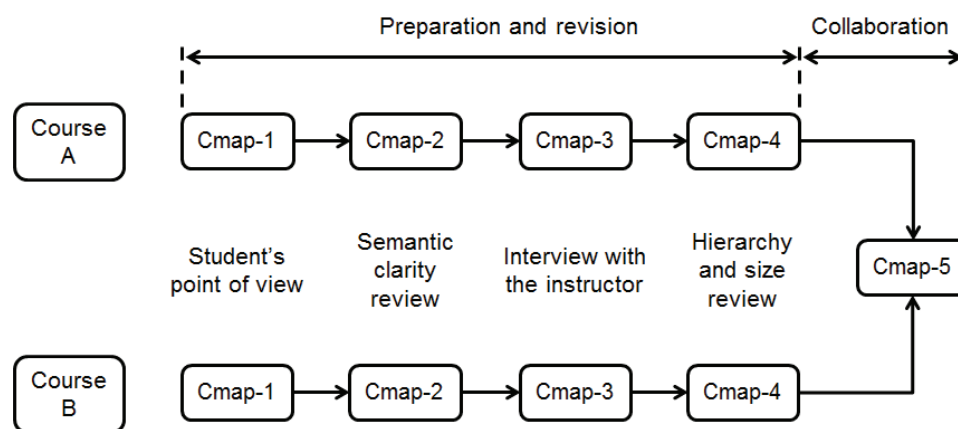 Preparation and revision
Collaboration
Course
A
Cmap-1
Cmap-2
Cmap-3
Cmap-4
Student's
point of view
Semantic
clarity
review
Interview with
the instructor
Hierarchy
and size
review
Cmap-5
Course
B
Cmap-1
Cmap-2
Cmap-3
Cmap-4